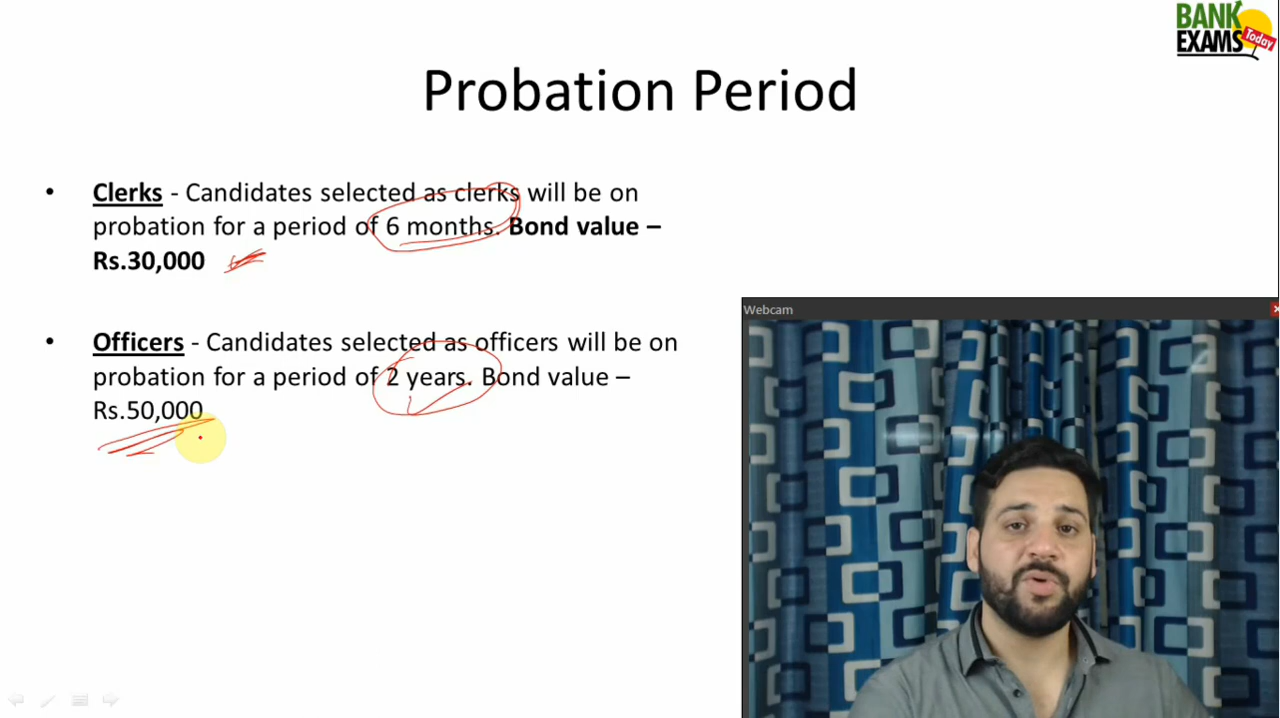 BANK
EXAMS Today
Probation Period
• Clerks - Candidates selected as clerks will be on
probation for a period of 6 months. Bond value –
Rs.30,000
• Officers - Candidates selected as officers will be on
probation for a period of 2 years. Bond value –
Rs.50,000
Webcam